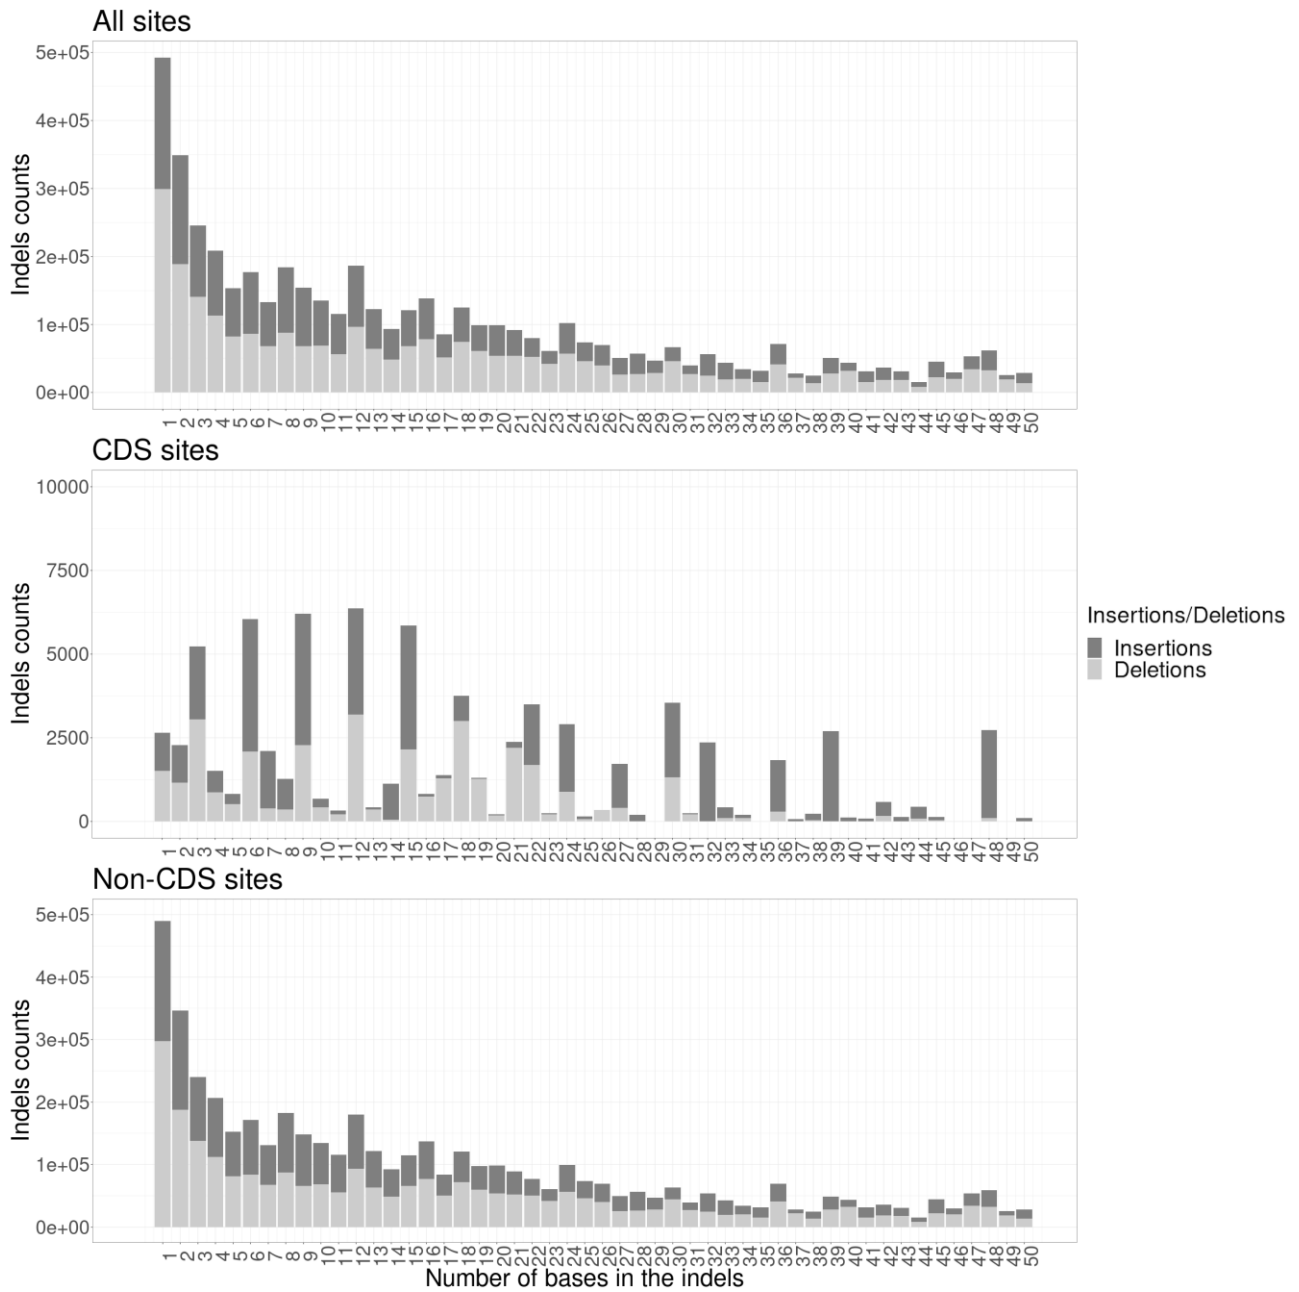 All sites
Indels counts
5e+05
4e+05
3e+05
2e+05
1e+05
0e+00
1 2 3 4 5 6 7 8 9 10 11 12 13 14 15 16 17 18 19 20 21 22 23 24 25 26 27 28 29 30 31 32 33 34 35 36 37 38 39 40 41 42 43 44 45 46 47 48 49 50
CDS sites
Indels counts
10000
7500
5000
2500
0
1 2 3 4 5 6 7 8 9 10 11 12 13 14 15 16 17 18 19 20 21 22 23 24 25 26 27 28 29 30 31 32 33 34 35 36 37 38 39 40 41 42 43 44 45 46 47 48 49 50
Insertions/Deletions
Insertions
Deletions
Non-CDS sites
Indels counts
5e+05
4e+05
3e+05
2e+05
1e+05
0e+00
1 2 3 4 5 6 7 8 9 10 11 12 13 14 15 16 17 18 19 20 21 22 23 24 25 26 27 28 29 30 31 32 33 34 35 36 37 38 39 40 41 42 43 44 45 46 47 48 49 50
Number of bases in the indels